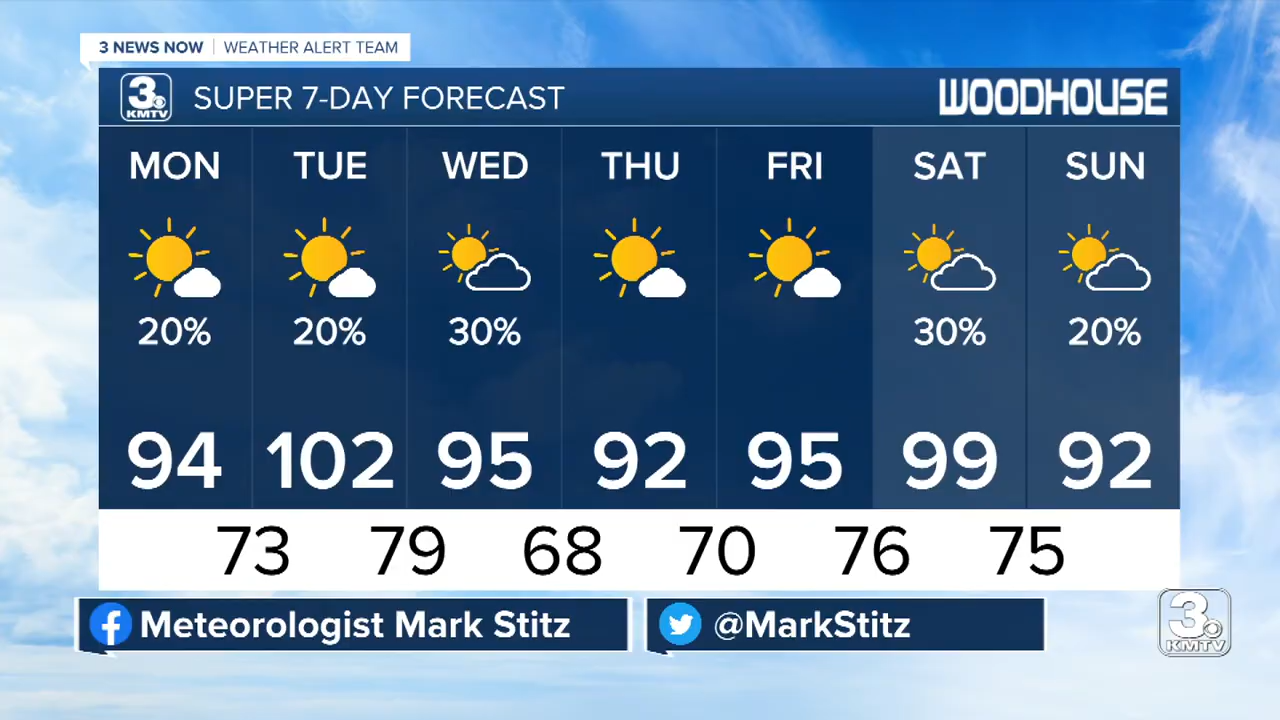 3 NEWS NOW | WEATHER ALERT TEAM
3 KMTV SUPER 7-DAY FORECAST WOODHOUSE
MON TUE WED THU FRI SAT SUN
20% 20% 30% 30% 20%
94 102 95 92 95 99 92
73 79 68 70 76 75
Meteorologist Mark Stitz @MarkStitz
3 KMTV